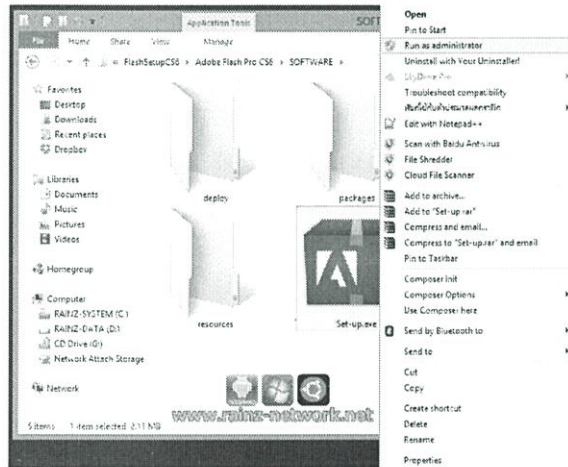 Application Tools
SOFT
File Home Share View Manage
« FlashSetupCS6 › Adobe Flash Pro CS6 › SOFTWARE ›
Favorites
Desktop
Downloads
Recent places
Dropbox
Libraries
Documents
Music
Pictures
Videos
Homegroup
Computer
RAINZ-SYSTEM (C:)
RAINZ-DATA (D:)
CD Drive (G:)
Network Attach Storage
Network
deploy
packages
resources
Set-up.exe
www.rainz-network.net
5 items 1 item selected 2.11 MB
Open
Pin to Start
Run as administrator
Uninstall with Your Uninstaller!
SkyDrive Pro
Troubleshoot compatibility
Edit with Notepad++
Scan with Baidu Antivirus
File Shredder
Cloud File Scanner
Add to archive...
Add to "Set-up.rar"
Compress and email...
Compress to "Set-up.rar" and email
Pin to Taskbar
Composer Init
Composer Options
Use Composer here
Send by Bluetooth to
Send to
Cut
Copy
Create shortcut
Delete
Rename
Properties